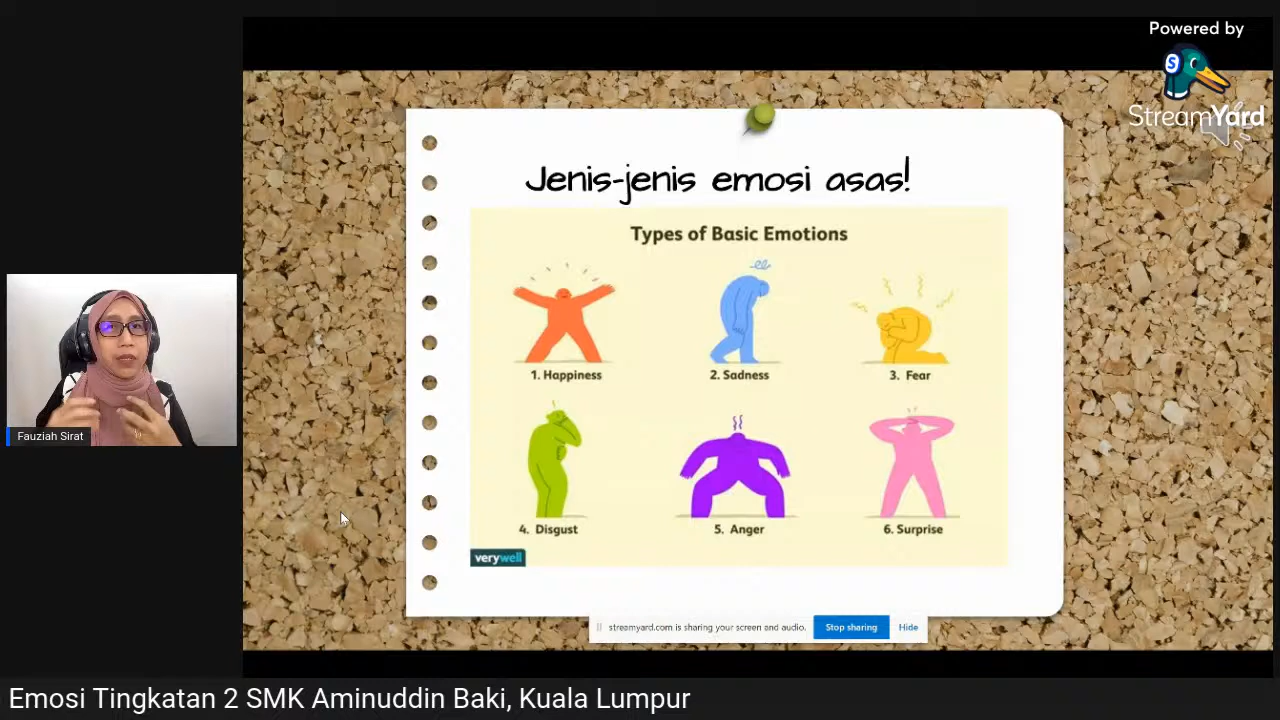 Powered by
StreamYard
Jenis-jenis emosi asas!
Types of Basic Emotions
1. Happiness
2. Sadness
3. Fear
4. Disgust
5. Anger
6. Surprise
verywell
Fauziah Sirat
streamyard.com is sharing your screen and audio.
Stop sharing
Hide
Emosi Tingkatan 2 SMK Aminuddin Baki, Kuala Lumpur